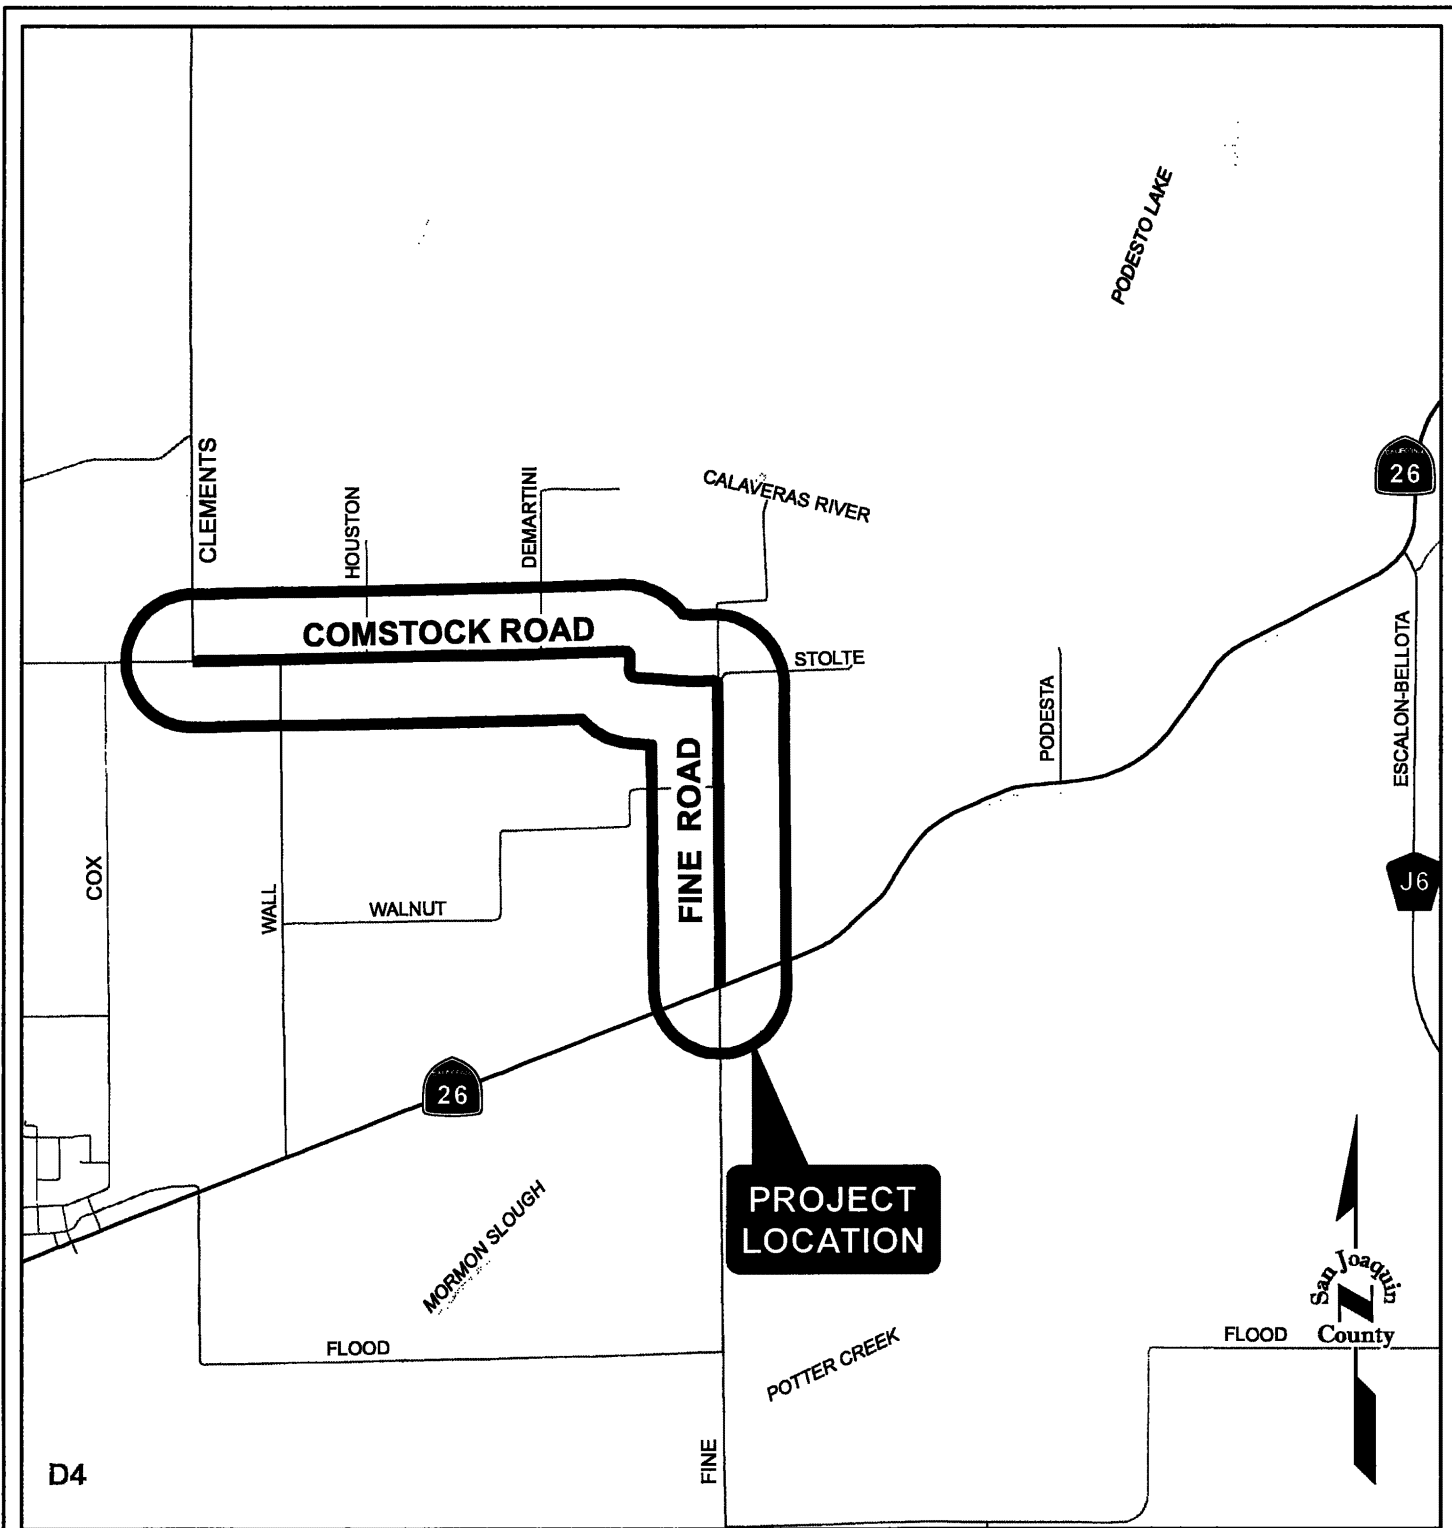 PODESTO LAKE
CALIFORNIA
26
CLEMENTS
HOUSTON
DEMARTINI
CALAVERAS RIVER
COMSTOCK ROAD
STOLTE
PODESTA
ESCALON-BELLOTA
FINE ROAD
COX
WALL
WALNUT
J6
26
PROJECT
LOCATION
MORMON SLOUGH
San Joaquin
County
FLOOD
FLOOD
POTTER CREEK
FINE
D4